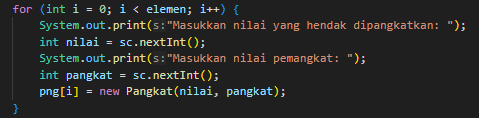 for (int i = 0; i < elemen; i++) {
System.out.print(s:"Masukkan nilai yang hendak dipangkatkan: ");
int nilai = sc.nextInt();
System.out.print(s:"Masukkan nilai pemangkat: ");
int pangkat = sc.nextInt();
png[i] = new Pangkat(nilai, pangkat);
}